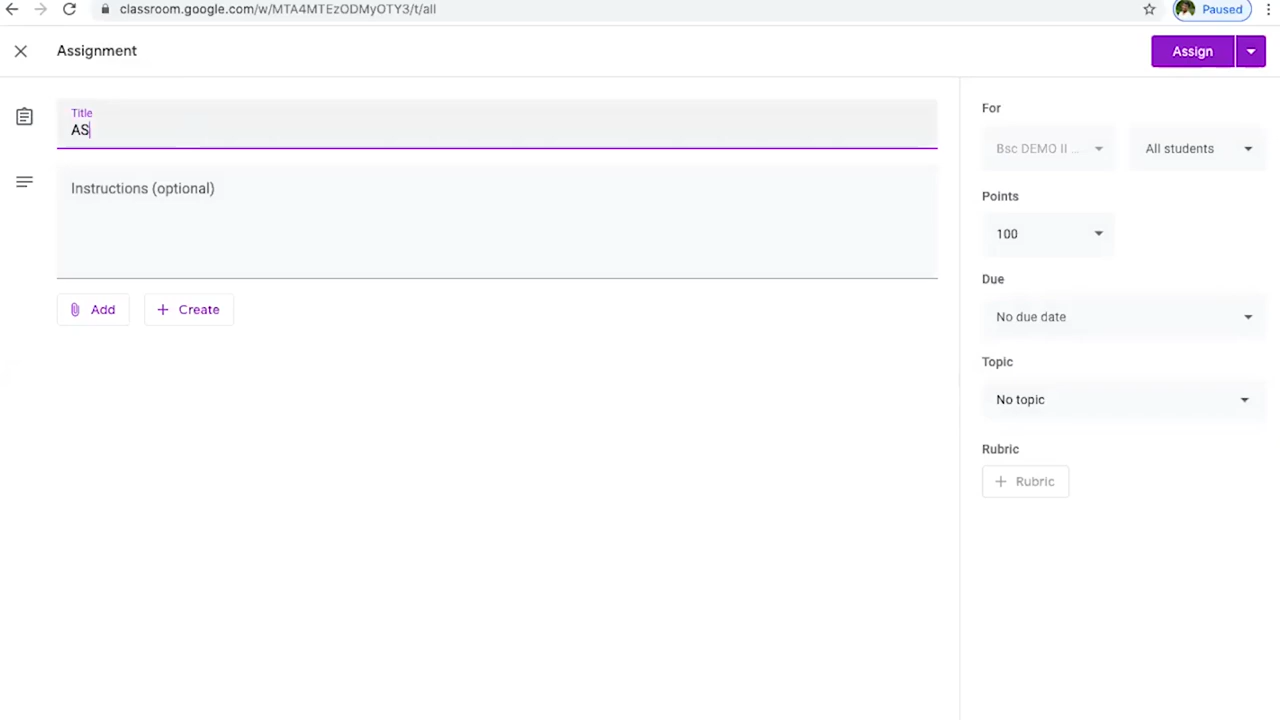 classroom.google.com/w/MTA4MTEzODMyOTY3/t/all
Paused
Assignment
Assign
Title
AS
Instructions (optional)
Add
Create
For
Bsc DEMO II ...
All students
Points
100
Due
No due date
Topic
No topic
Rubric
Rubric